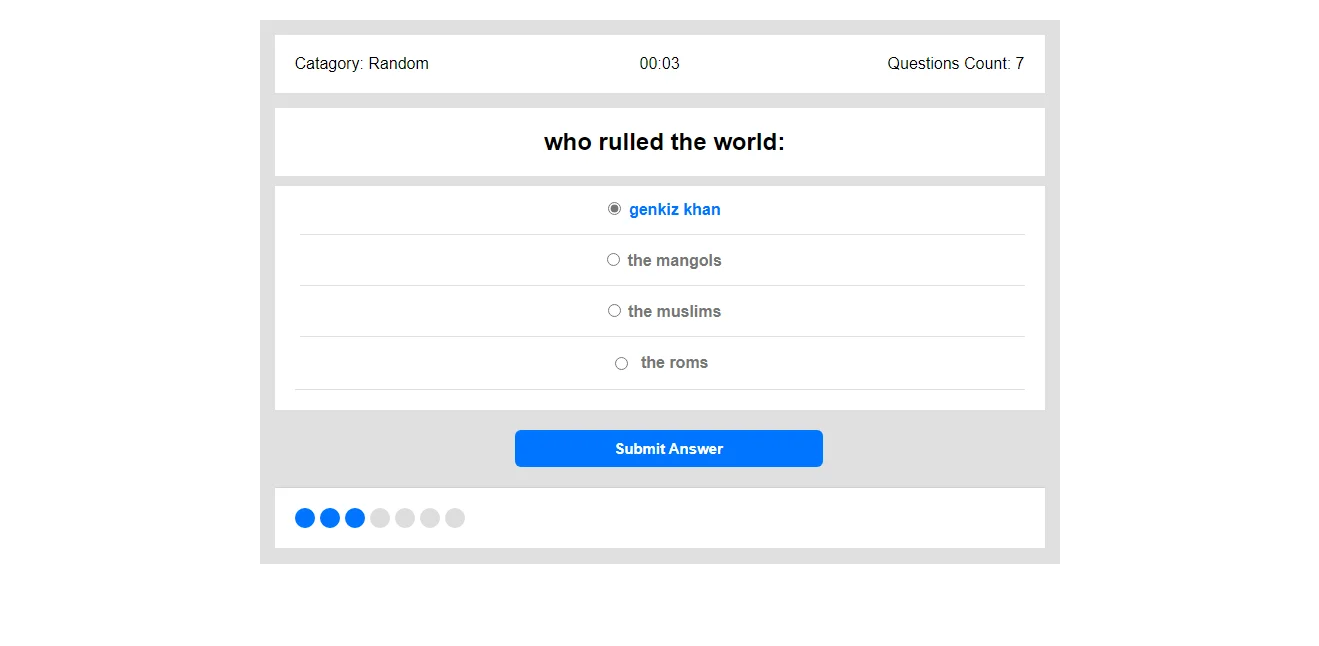 Catagory: Random 00:03 Questions Count: 7
who rulled the world:
genkiz khan
the mangols
the muslims
the roms
Submit Answer